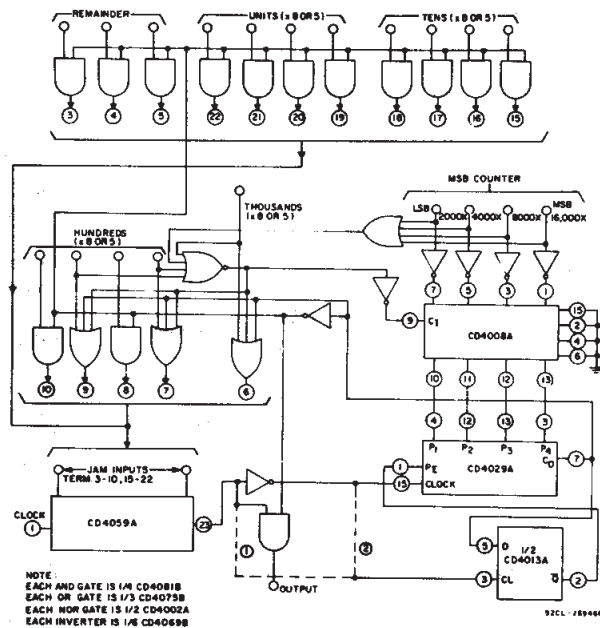 REMAINDER
UNITS (x 8 OR 5)
TENS (x 8 OR 5)
3
4
5
22
21
20
19
18
17
16
15
MSB COUNTER
LSB
2000X
4000X
8000X
MSB
16,000X
THOUSANDS
(x 8 OR 5)
HUNDREDS
(x 8 OR 5)
7
5
3
1
9
C1
CD4008A
15
2
4
6
10
9
8
7
6
10
11
12
13
4
12
13
3
P1
P2
P3
P4
CO
7
1
PE
15
CLOCK
CD4029A
JAM INPUTS
TERM 3-10, 15-22
CLOCK
1
CD4059A
23
1
2
OUTPUT
5
D
1/2
CD4013A
3
CL
Q
2
NOTE:
EACH AND GATE IS 1/4 CD4081B
EACH OR GATE IS 1/3 CD4075B
EACH NOR GATE IS 1/2 CD4002A
EACH INVERTER IS 1/6 CD4069B